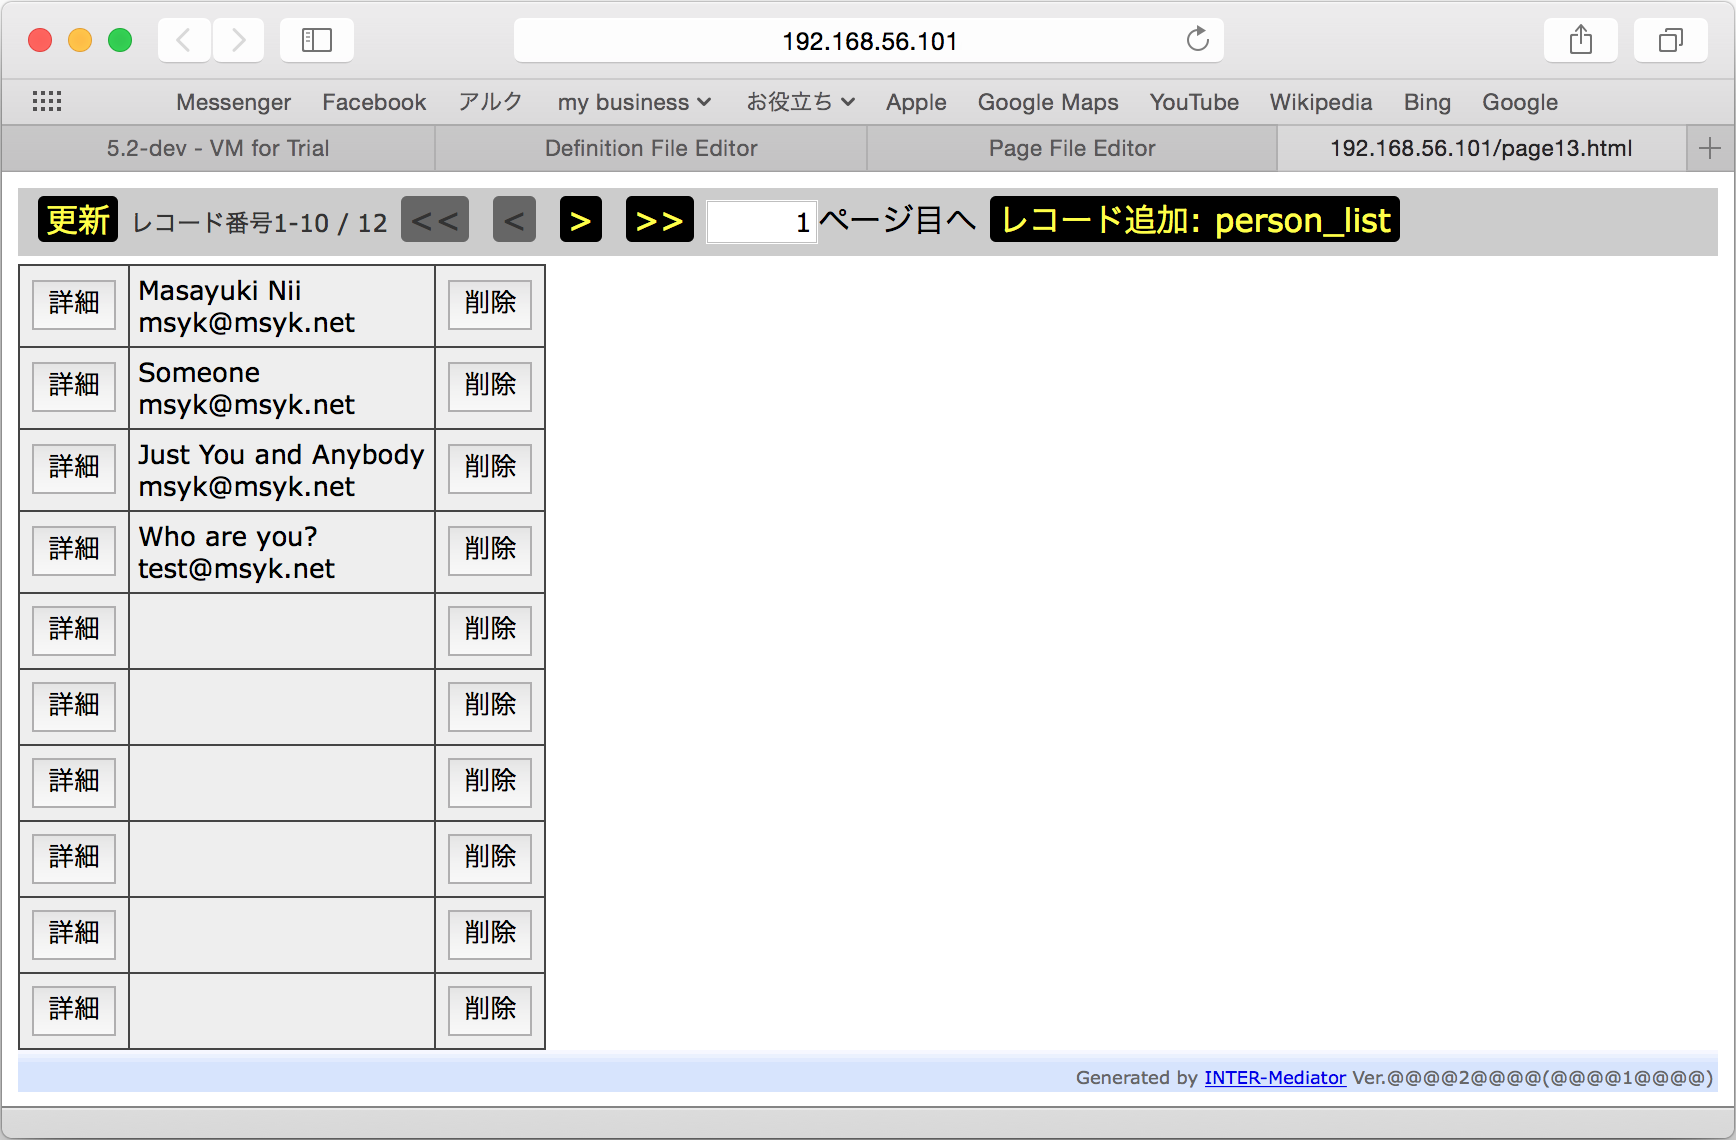 192.168.56.101
Messenger Facebook アルク my business お役立ち Apple Google Maps YouTube Wikipedia Bing Google
5.2-dev - VM for Trial Definition File Editor Page File Editor 192.168.56.101/page13.html
更新 レコード番号1-10 / 12 << < > >> 1 ページ目へ レコード追加: person_list
詳細 Masayuki Nii 削除
msyk@msyk.net
詳細 Someone 削除
msyk@msyk.net
詳細 Just You and Anybody 削除
msyk@msyk.net
詳細 Who are you? 削除
test@msyk.net
詳細 削除
詳細 削除
詳細 削除
詳細 削除
詳細 削除
詳細 削除
Generated by INTER-Mediator Ver.@@@@2@@@@(@@@@1@@@@)